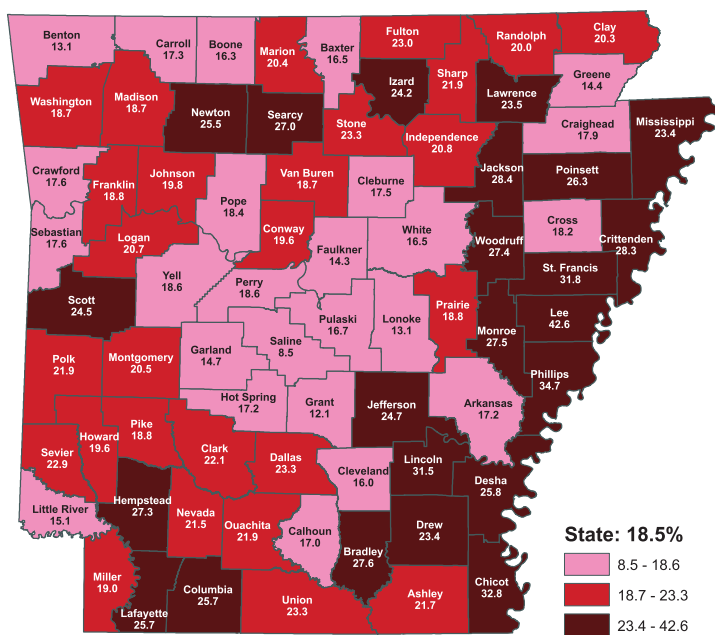 Benton
13.1
Carroll
17.3
Boone
16.3
Marion
20.4
Baxter
16.5
Fulton
23.0
Randolph
20.0
Clay
20.3
Greene
14.4
Izard
24.2
Sharp
21.9
Lawrence
23.5
Washington
18.7
Madison
18.7
Newton
25.5
Searcy
27.0
Stone
23.3
Independence
20.8
Craighead
17.9
Mississippi
23.4
Crawford
17.6
Franklin
18.8
Johnson
19.8
Pope
18.4
Van Buren
18.7
Cleburne
17.5
Jackson
28.4
Poinsett
26.3
Sebastian
17.6
Logan
20.7
Conway
19.6
Faulkner
14.3
White
16.5
Woodruff
27.4
Cross
18.2
Crittenden
28.3
Scott
24.5
Yell
18.6
Perry
18.6
St. Francis
31.8
Pulaski
16.7
Lonoke
13.1
Prairie
18.8
Monroe
27.5
Lee
42.6
Polk
21.9
Montgomery
20.5
Garland
14.7
Saline
8.5
Phillips
34.7
Hot Spring
17.2
Grant
12.1
Jefferson
24.7
Arkansas
17.2
Sevier
22.9
Howard
19.6
Pike
18.8
Clark
22.1
Dallas
23.3
Cleveland
16.0
Lincoln
31.5
Desha
25.8
Little River
15.1
Hempstead
27.3
Nevada
21.5
Ouachita
21.9
Calhoun
17.0
Bradley
27.6
Drew
23.4
Miller
19.0
Lafayette
25.7
Columbia
25.7
Union
23.3
Ashley
21.7
Chicot
32.8
State: 18.5%
8.5 - 18.6
18.7 - 23.3
23.4 - 42.6